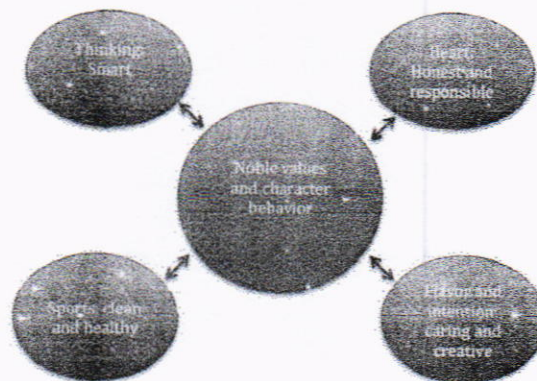 Thinking:
Smart
Heart:
Honest and
responsible
Noble values
and character
behavior
Sports: clean
and healthy
and
intention:
caring and
creative